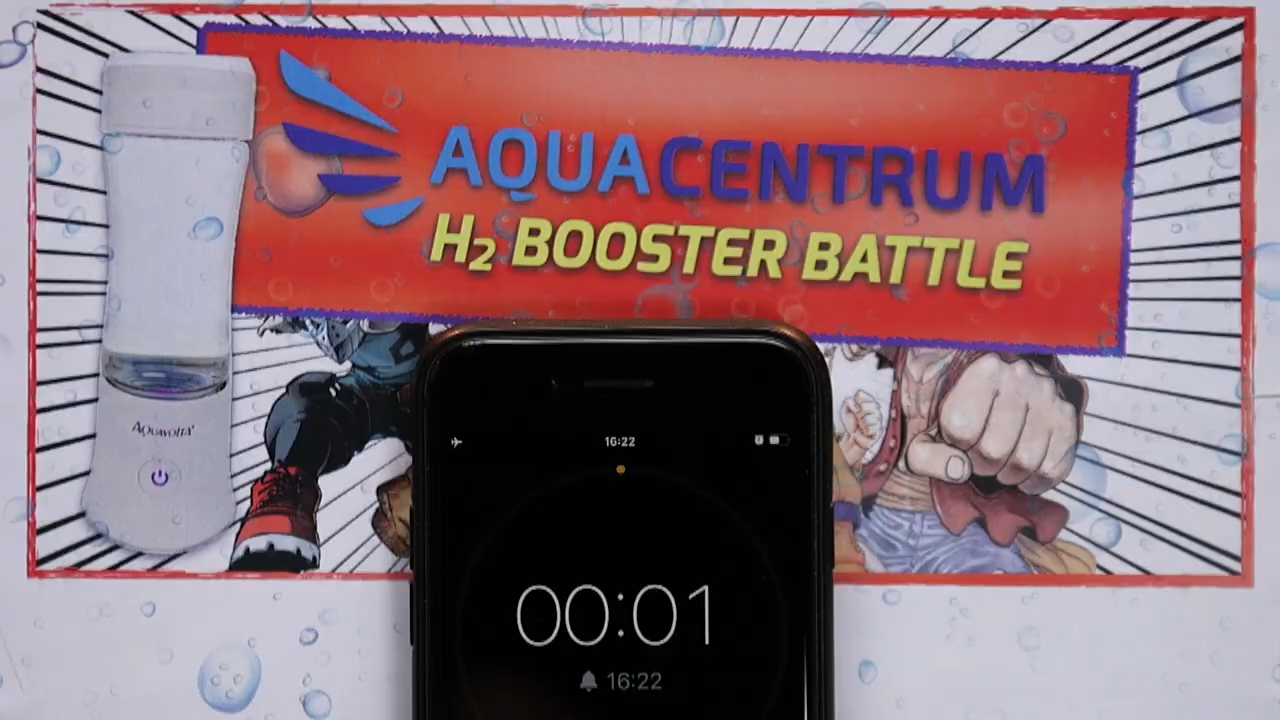 AQUACENTRUM
H₂ BOOSTER BATTLE
AQUAVOLTA
16:22
00:01
16:22